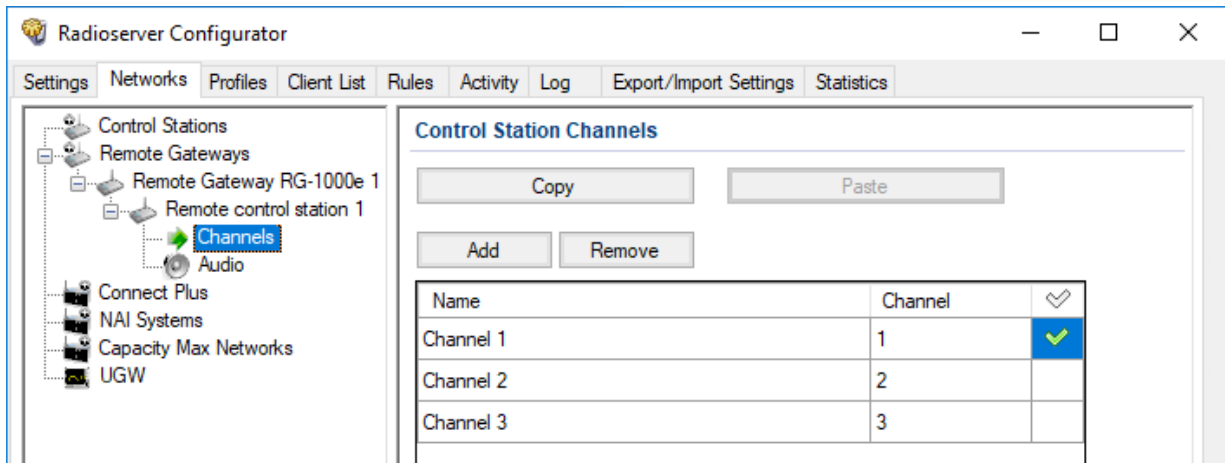 Radioserver Configurator
Settings Networks Profiles Client List Rules Activity Log Export/Import Settings Statistics
Control Stations
Remote Gateways
Remote Gateway RG-1000e 1
Remote control station 1
Channels
Audio
Connect Plus
NAI Systems
Capacity Max Networks
UGW
Control Station Channels
Copy Paste
Add Remove
Name Channel
Channel 1 1
Channel 2 2
Channel 3 3